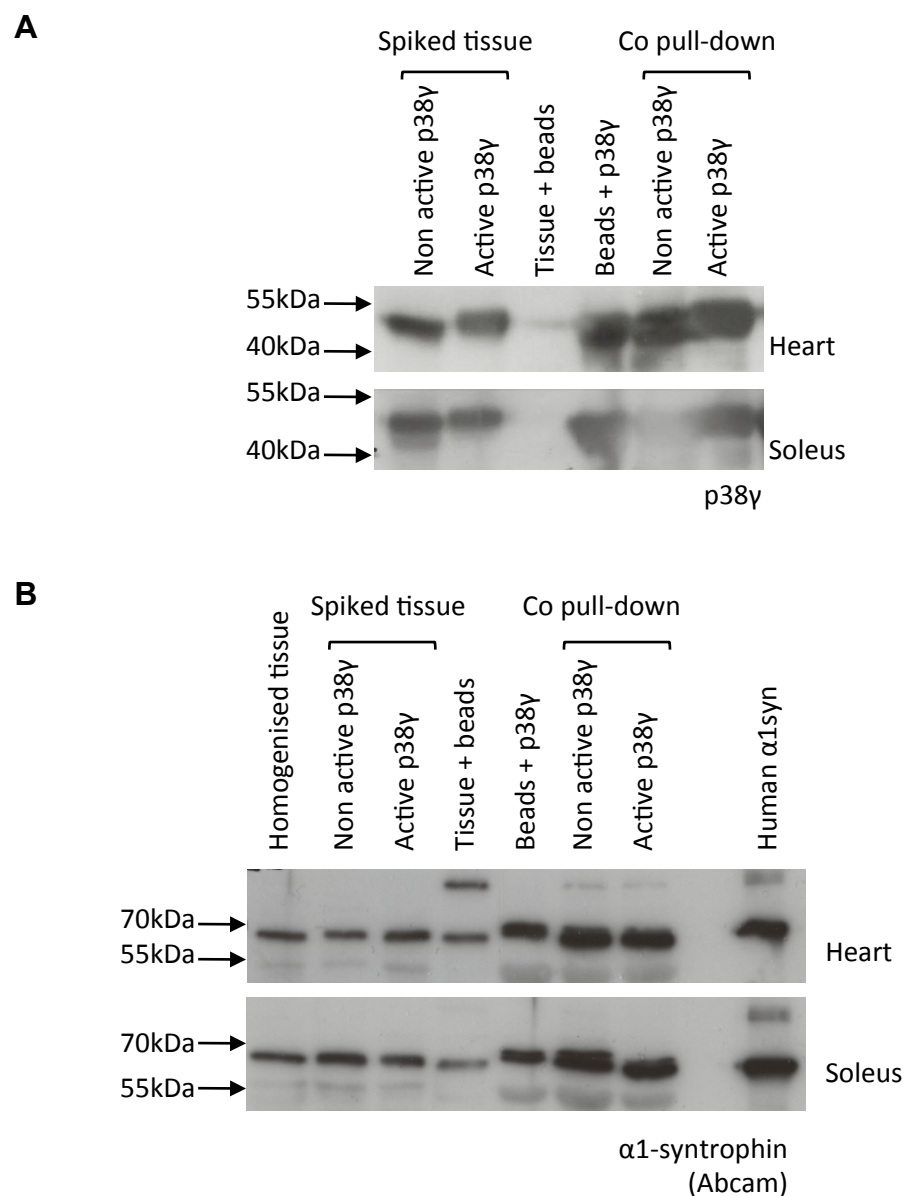 A
Spiked tissue
Co pull-down
Non active p38γ
Active p38γ
Tissue + beads
Beads + p38γ
Non active p38γ
Active p38γ
55kDa
40kDa
Heart
55kDa
40kDa
Soleus
p38γ
B
Spiked tissue
Co pull-down
Homogenised tissue
Non active p38γ
Active p38γ
Tissue + beads
Beads + p38γ
Non active p38γ
Active p38γ
Human α1syn
70kDa
55kDa
Heart
70kDa
55kDa
Soleus
α1-syntrophin
(Abcam)